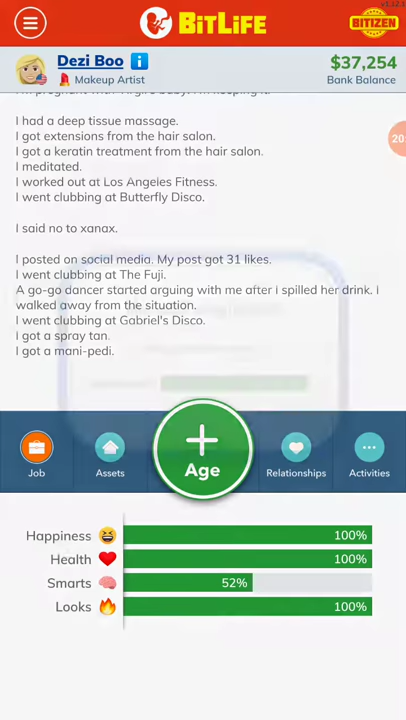 v1.12.1
BitLife
BITIZEN
Dezi Boo
$37,254
Makeup Artist
Bank Balance
I had a deep tissue massage.
I got extensions from the hair salon.
I got a keratin treatment from the hair salon.
I meditated.
I worked out at Los Angeles Fitness.
I went clubbing at Butterfly Disco.
I said no to xanax.
I posted on social media. My post got 31 likes.
I went clubbing at The Fuji.
A go-go dancer started arguing with me after I spilled her drink. I
walked away from the situation.
I went clubbing at Gabriel's Disco.
I got a spray tan.
I got a mani-pedi.
Job
Assets
Age
Relationships
Activities
Happiness 100%
Health 100%
Smarts 52%
Looks 100%